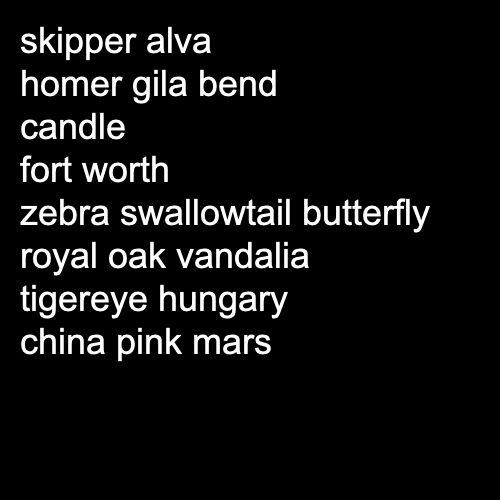 skipper alva
homer gila bend
candle
fort worth
zebra swallowtail butterfly
royal oak vandalia
tigereye hungary
china pink mars